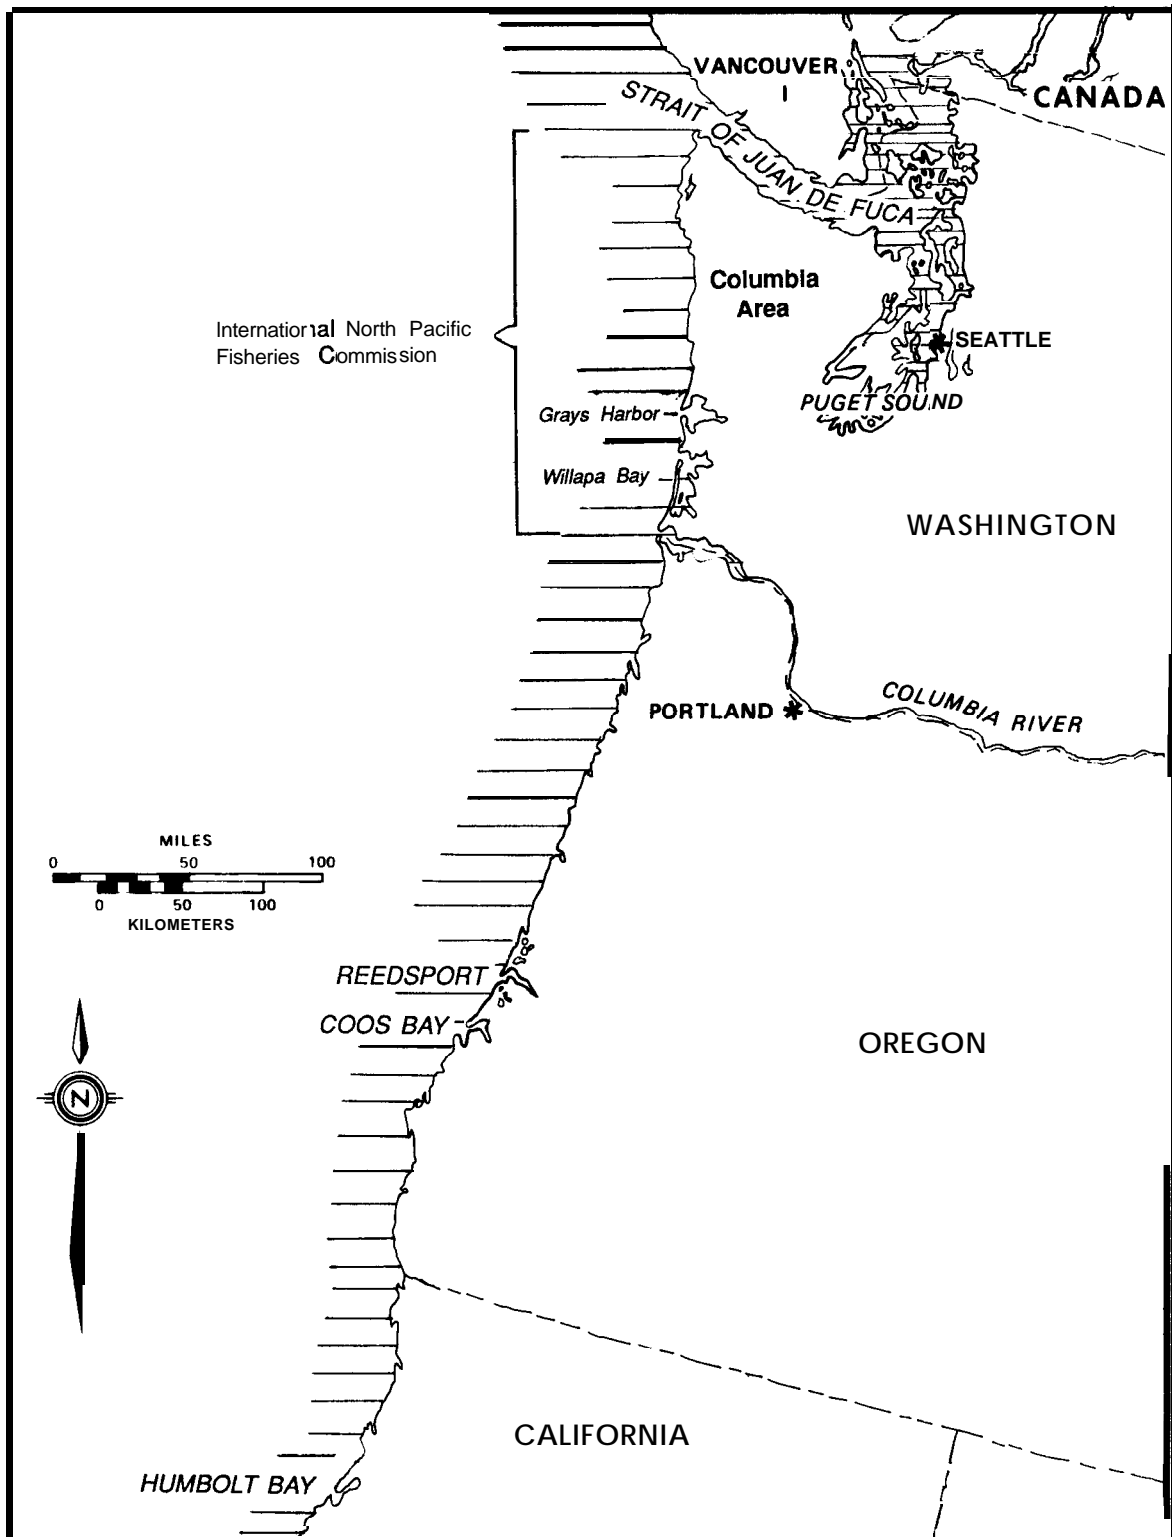 VANCOUVER
I
CANADA
STRAIT OF JUAN DE FUCA
Columbia
Area
International North Pacific
Fisheries Commission
SEATTLE
PUGET SOUND
Grays Harbor
Willapa Bay
WASHINGTON
PORTLAND
COLUMBIA RIVER
MILES
0 50 100
0 50 100
KILOMETERS
REEDSPORT
COOS BAY
OREGON
N
CALIFORNIA
HUMBOLT BAY